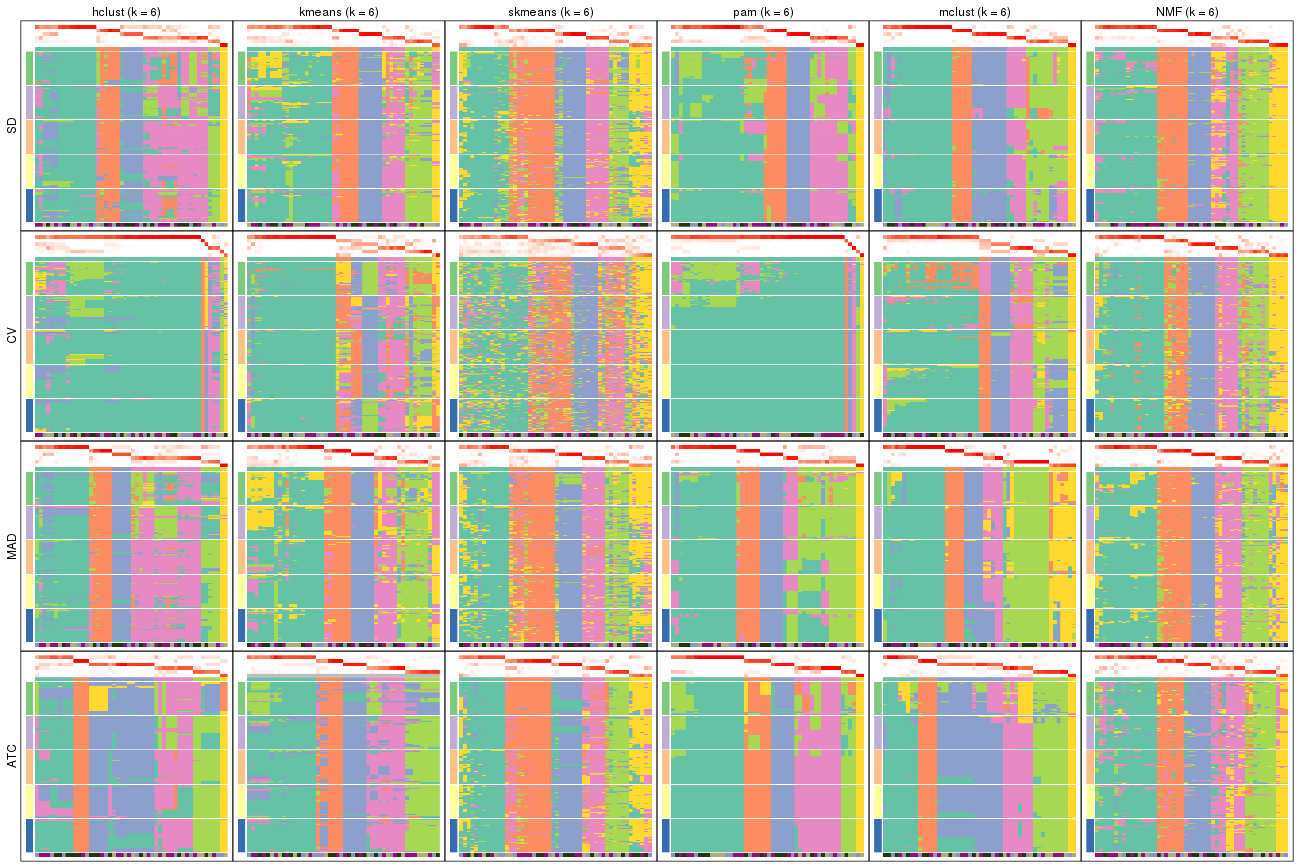 hclust (k = 6)
kmeans (k = 6)
skmeans (k = 6)
pam (k = 6)
mclust (k = 6)
NMF (k = 6)
SD
CV
MAD
ATC